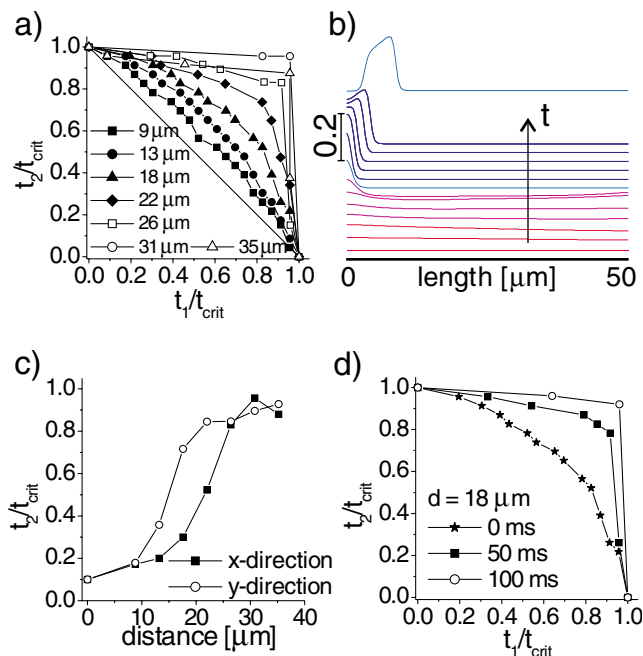 a)
t2/tcrit
1.0
0.8
0.6
0.4
0.2
0.0
9 μm
13 μm
18 μm
22 μm
26 μm
31 μm 35 μm
0.0 0.2 0.4 0.6 0.8 1.0
t1/tcrit
b)
0.2
t
0 50
length [μm]
c)
t2/tcrit
1.0
0.8
0.6
0.4
0.2
0.0
x-direction
y-direction
0 10 20 30 40
distance [μm]
d)
t2/tcrit
1.0
0.8
0.6
0.4
0.2
0.0
d = 18 μm
0 ms
50 ms
100 ms
0.0 0.2 0.4 0.6 0.8 1.0
t1/tcrit